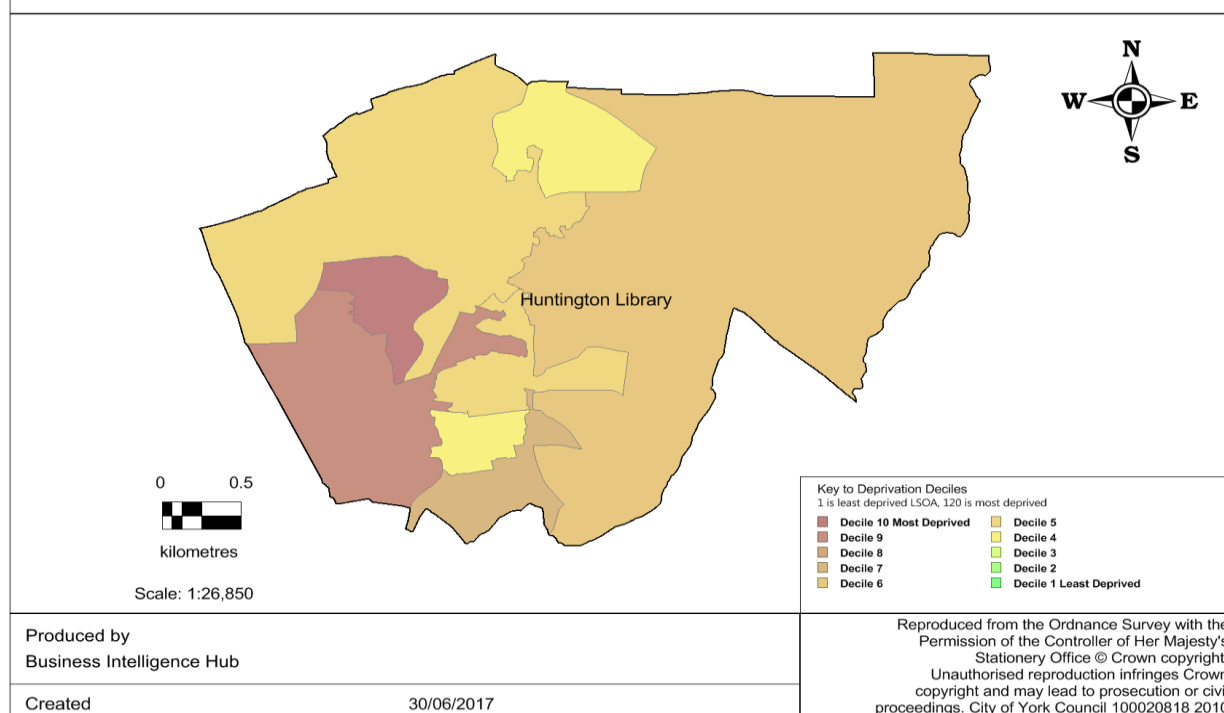 N
W E
S
Huntington Library
0 0.5
kilometres
Scale: 1:26,850
Key to Deprivation Deciles
1 is least deprived LSOA, 120 is most deprived
Decile 10 Most Deprived
Decile 9
Decile 8
Decile 7
Decile 6
Decile 5
Decile 4
Decile 3
Decile 2
Decile 1 Least Deprived
Produced by
Business Intelligence Hub
Created 30/06/2017
Reproduced from the Ordnance Survey with the
Permission of the Controller of Her Majesty's
Stationery Office © Crown copyright
Unauthorised reproduction infringes Crown
copyright and may lead to prosecution or civi
proceedings. City of York Council 100020818 2010